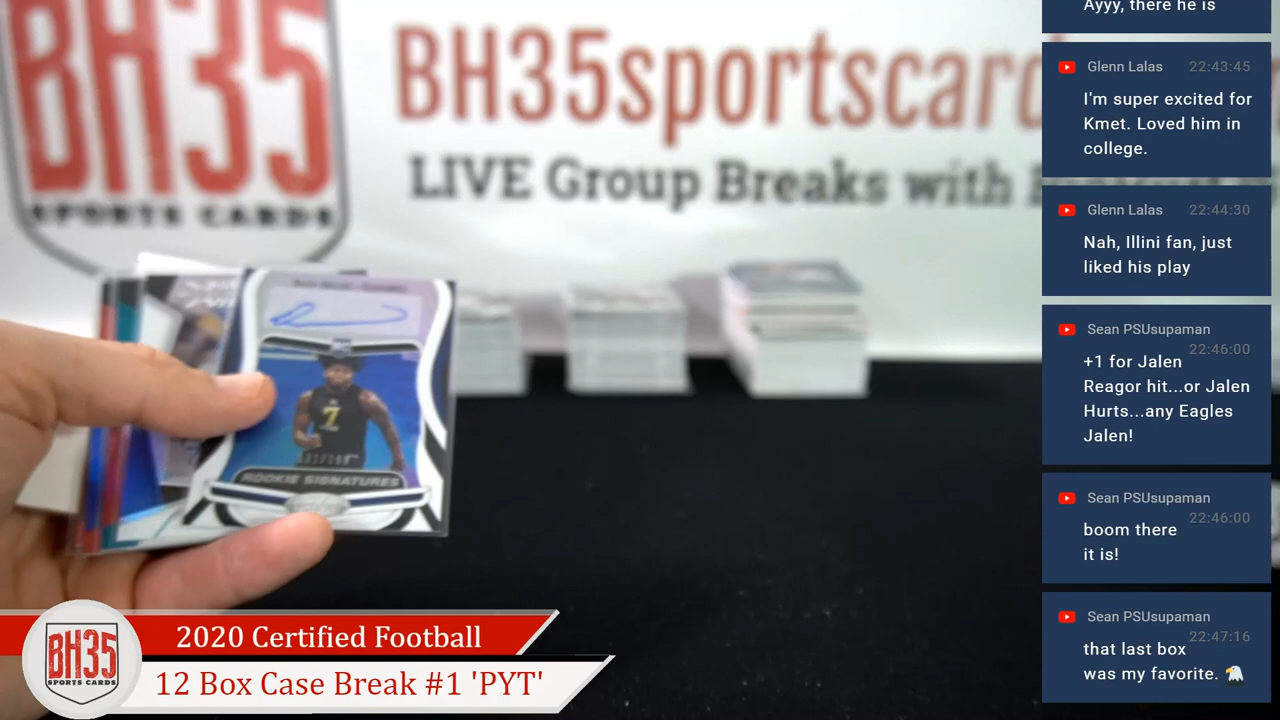 BH35
SPORTS CARDS
BH35sportscard
LIVE Group Breaks with
7
ROOKIE SIGNATURES
2020 Certified Football
12 Box Case Break #1 'PYT'
BH35
SPORTS CARDS
Ayyy, there he is
Glenn Lalas 22:43:45
I'm super excited for
Kmet. Loved him in
college.
Glenn Lalas 22:44:30
Nah, Illini fan, just
liked his play
Sean PSUsupaman
22:46:00
+1 for Jalen
Reagor hit...or Jalen
Hurts...any Eagles
Jalen!
Sean PSUsupaman
22:46:00
boom there
it is!
Sean PSUsupaman
22:47:16
that last box
was my favorite. 🦅